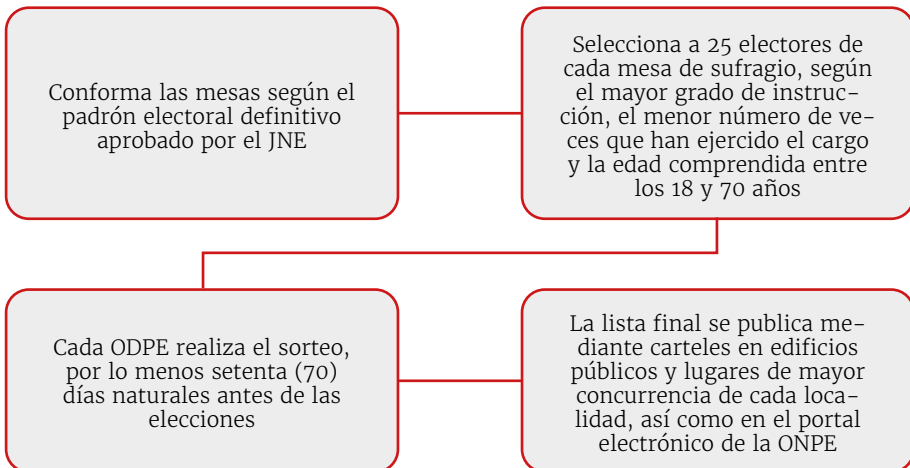 Conforma las mesas según el
padrón electoral definitivo
aprobado por el JNE
Selecciona a 25 electores de
cada mesa de sufragio, según
el mayor grado de instruc-
ción, el menor número de ve-
ces que han ejercido el cargo
y la edad comprendida entre
los 18 y 70 años
Cada ODPE realiza el sorteo,
por lo menos setenta (70)
días naturales antes de las
elecciones
La lista final se publica me-
diante carteles en edificios
públicos y lugares de mayor
concurrencia de cada loca-
lidad, así como en el portal
electrónico de la ONPE